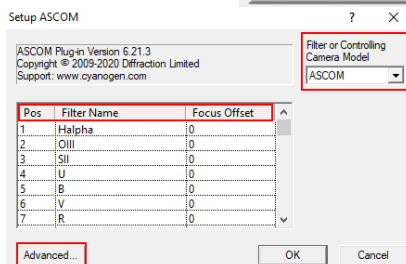 Setup ASCOM ? X
ASCOM Plug-in Version 6.21.3
Copyright © 2009-2020 Diffraction Limited
Support: www.cyanogen.com
Filter or Controlling
Camera Model
ASCOM
Pos Filter Name Focus Offset
1 Halpha 0
2 OIII 0
3 SII 0
4 U 0
5 B 0
6 V 0
7 R 0
Advanced... OK Cancel